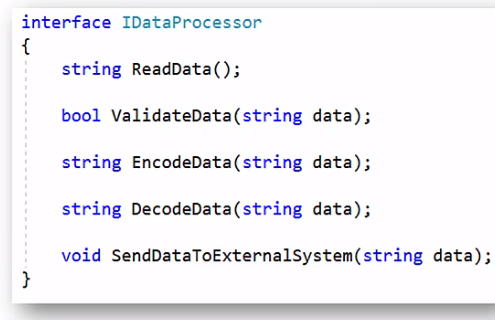 interface IDataProcessor
{
string ReadData();
bool ValidateData(string data);
string EncodeData(string data);
string DecodeData(string data);
void SendDataToExternalSystem(string data);
}